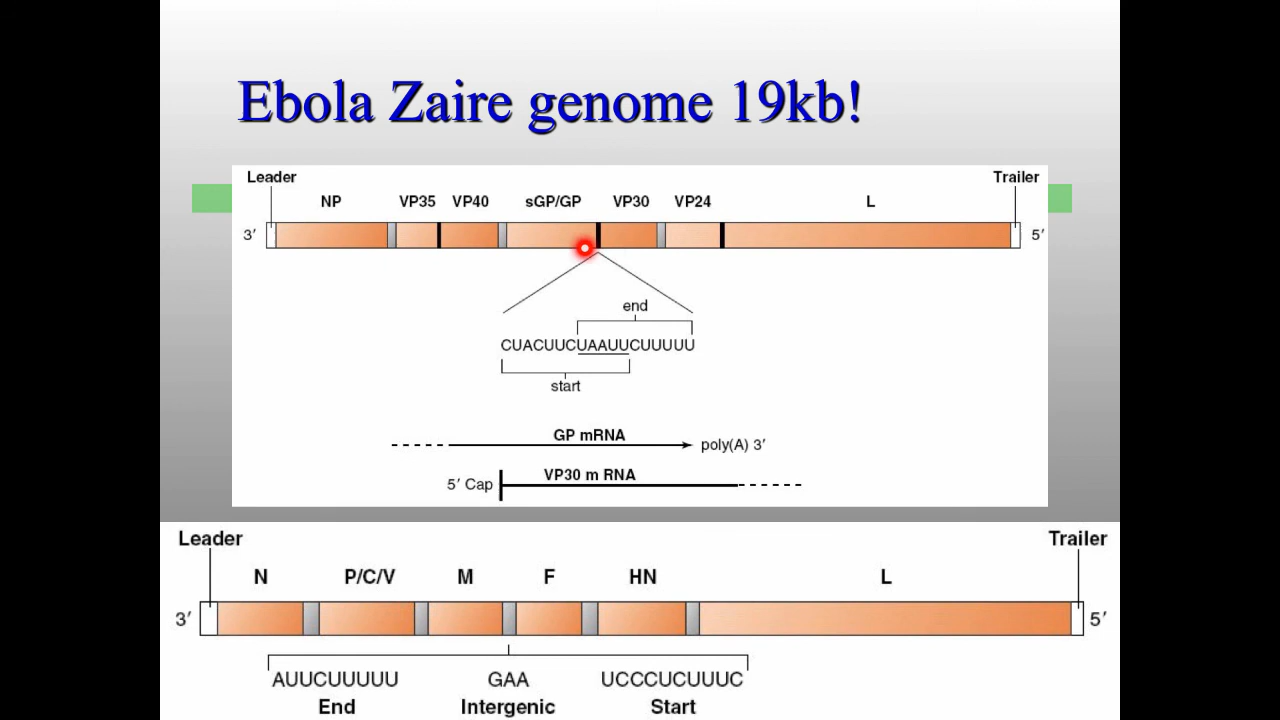 Ebola Zaire genome 19kb!
Leader Trailer
NP VP35 VP40 sGP/GP VP30 VP24 L
3′ 5′
end
CUACUUCUAAUUCUUUUU
start
GP mRNA
poly(A) 3′
VP30 m RNA
5′ Cap
Leader Trailer
N P/C/V M F HN L
3′ 5′
AUUCUUUUU GAA UCCCUCUUUC
End Intergenic Start